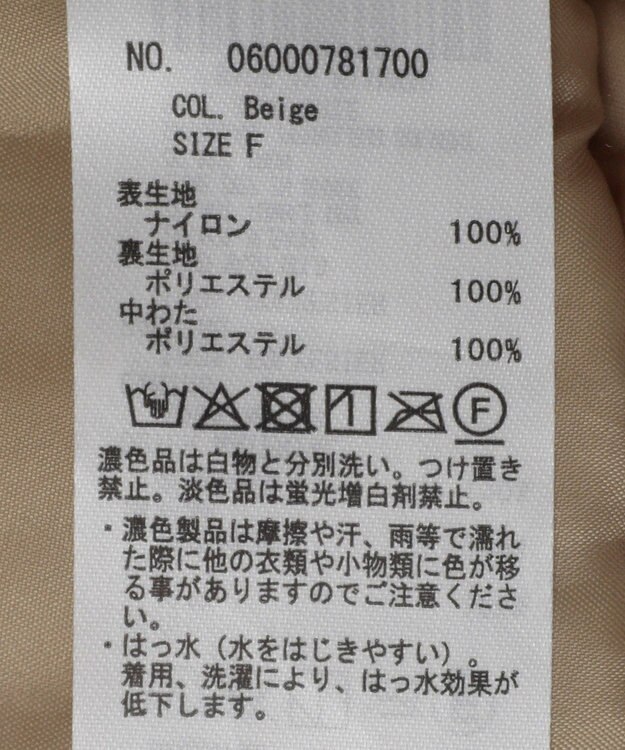 NO. 06000781700
COL. Beige
SIZE F
表生地
ナイロン 100%
裏生地
ポリエステル 100%
中わた
ポリエステル 100%
F
濃色品は白物と分別洗い。つけ置き
禁止。淡色品は蛍光増白剤禁止。
・濃色製品は摩擦や汗、雨等で濡れ
た際に他の衣類や小物類に色が移
る事がありますのでご注意くださ
い。
・はっ水（水をはじきやすい）。
着用、洗濯により、はっ水効果が
低下します。